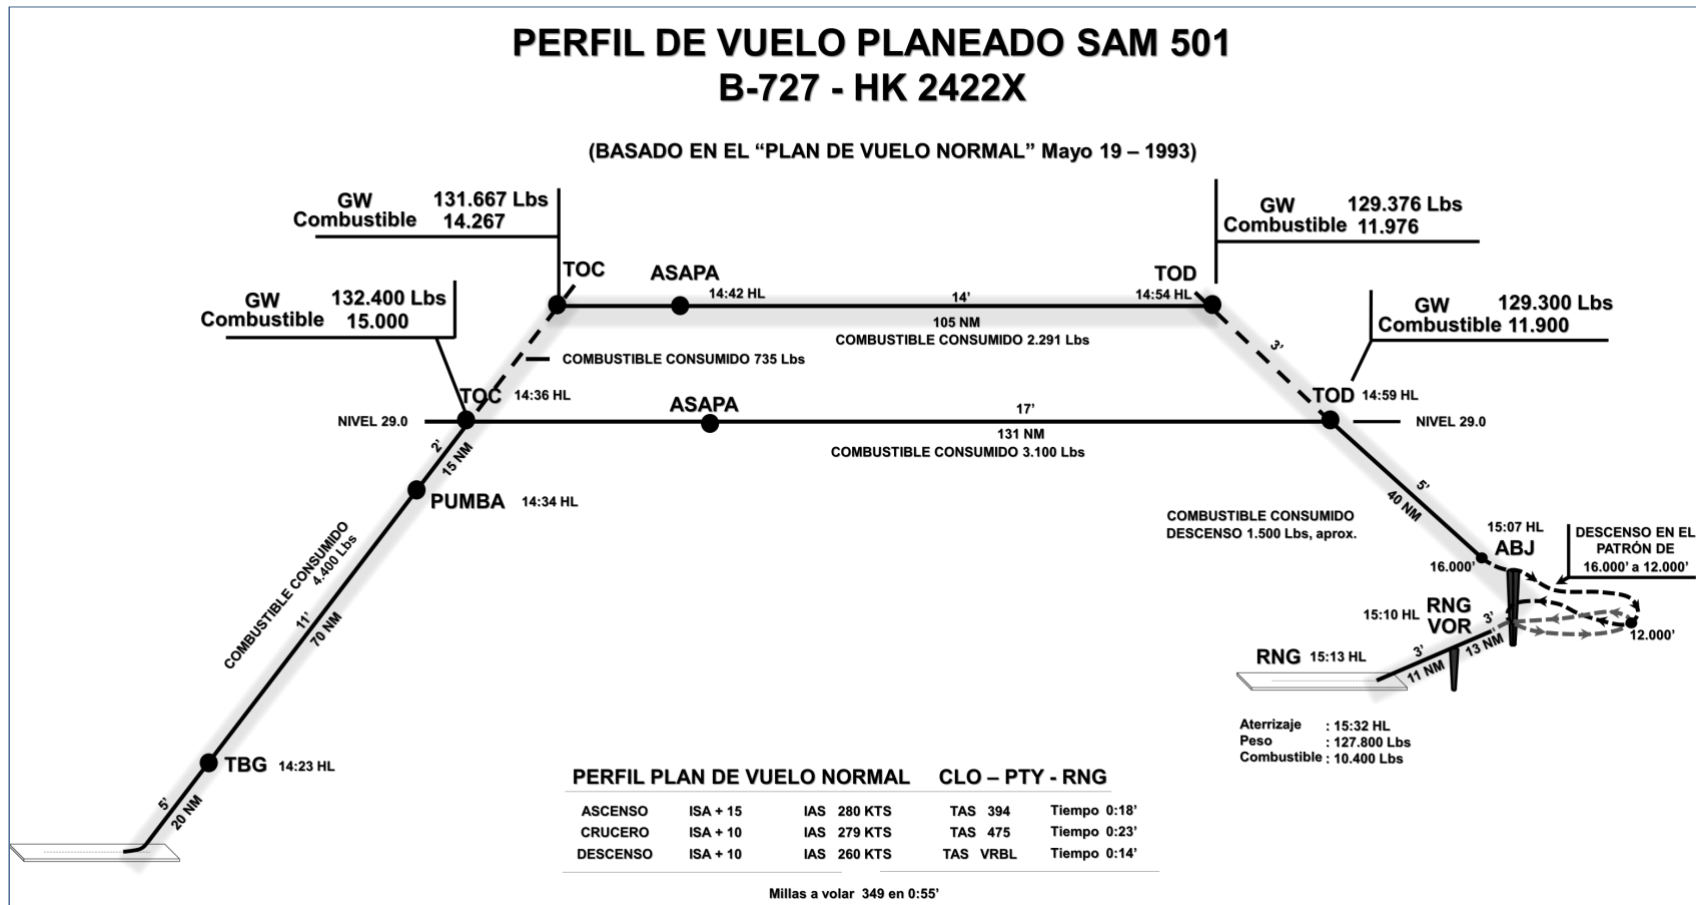 PERFIL DE VUELO PLANEADO SAM 501
B-727 - HK 2422X
(BASADO EN EL “PLAN DE VUELO NORMAL” Mayo 19 – 1993)
GW 131.667 Lbs
Combustible 14.267
GW 129.376 Lbs
Combustible 11.976
TOC
ASAPA
TOD
14:42 HL
14’
14:54 HL
105 NM
COMBUSTIBLE CONSUMIDO 2.291 Lbs
GW 132.400 Lbs
Combustible 15.000
GW 129.300 Lbs
Combustible 11.900
COMBUSTIBLE CONSUMIDO 735 Lbs
3’
TOC 14:36 HL
ASAPA
TOD 14:59 HL
NIVEL 29.0
17’
NIVEL 29.0
131 NM
COMBUSTIBLE CONSUMIDO 3.100 Lbs
2’
15 NM
PUMBA 14:34 HL
5’
40 NM
COMBUSTIBLE CONSUMIDO
DESCENSO 1.500 Lbs, aprox.
COMBUSTIBLE CONSUMIDO
4.400 Lbs
11’
70 NM
15:07 HL
ABJ
16.000’
DESCENSO EN EL
PATRÓN DE
16.000’ a 12.000’
12.000’
15:10 HL
RNG
VOR
3’
13 NM
3’
11 NM
RNG 15:13 HL
Aterrizaje : 15:32 HL
Peso : 127.800 Lbs
Combustible : 10.400 Lbs
TBG 14:23 HL
5’
20 NM
PERFIL PLAN DE VUELO NORMAL CLO – PTY - RNG
ASCENSO ISA + 15 IAS 280 KTS TAS 394 Tiempo 0:18’
CRUCERO ISA + 10 IAS 279 KTS TAS 475 Tiempo 0:23’
DESCENSO ISA + 10 IAS 260 KTS TAS VRBL Tiempo 0:14’
Millas a volar 349 en 0:55’